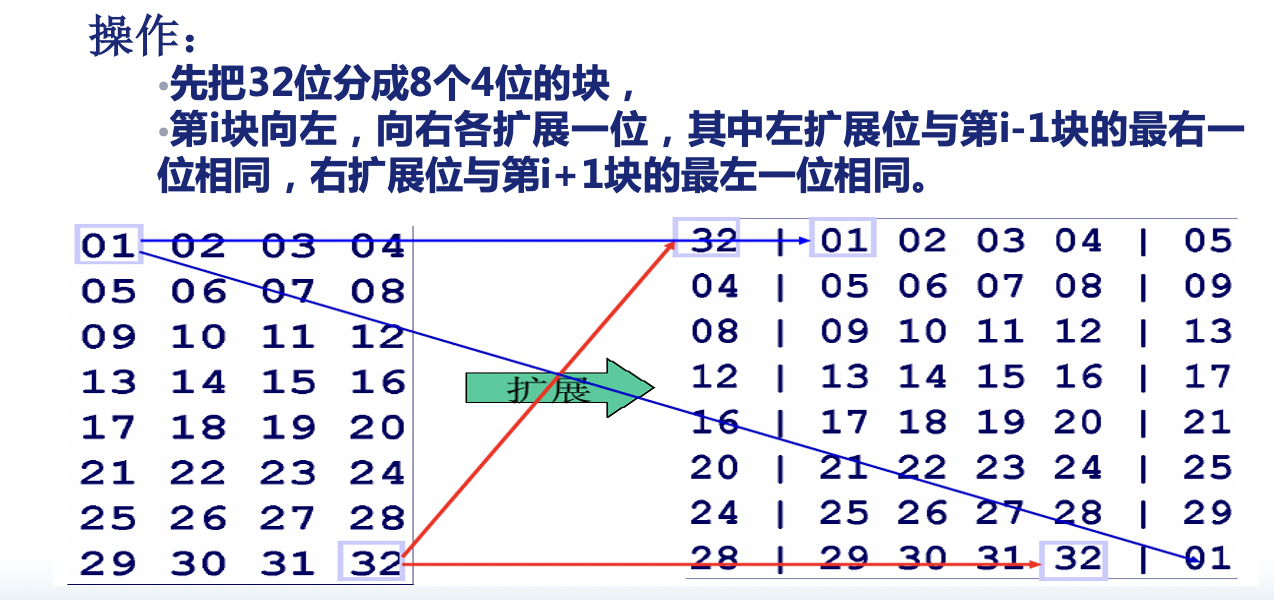 操作：
•先把32位分成8个4位的块，
•第i块向左，向右各扩展一位，其中左扩展位与第i-1块的最右一
位相同，右扩展位与第i+1块的最左一位相同。
01 02 03 04
05 06 07 08
09 10 11 12
13 14 15 16
17 18 19 20
21 22 23 24
25 26 27 28
29 30 31 32
扩展
32 | 01 02 03 04 | 05
04 | 05 06 07 08 | 09
08 | 09 10 11 12 | 13
12 | 13 14 15 16 | 17
16 | 17 18 19 20 | 21
20 | 21 22 23 24 | 25
24 | 25 26 27 28 | 29
28 | 29 30 31 32 | 01